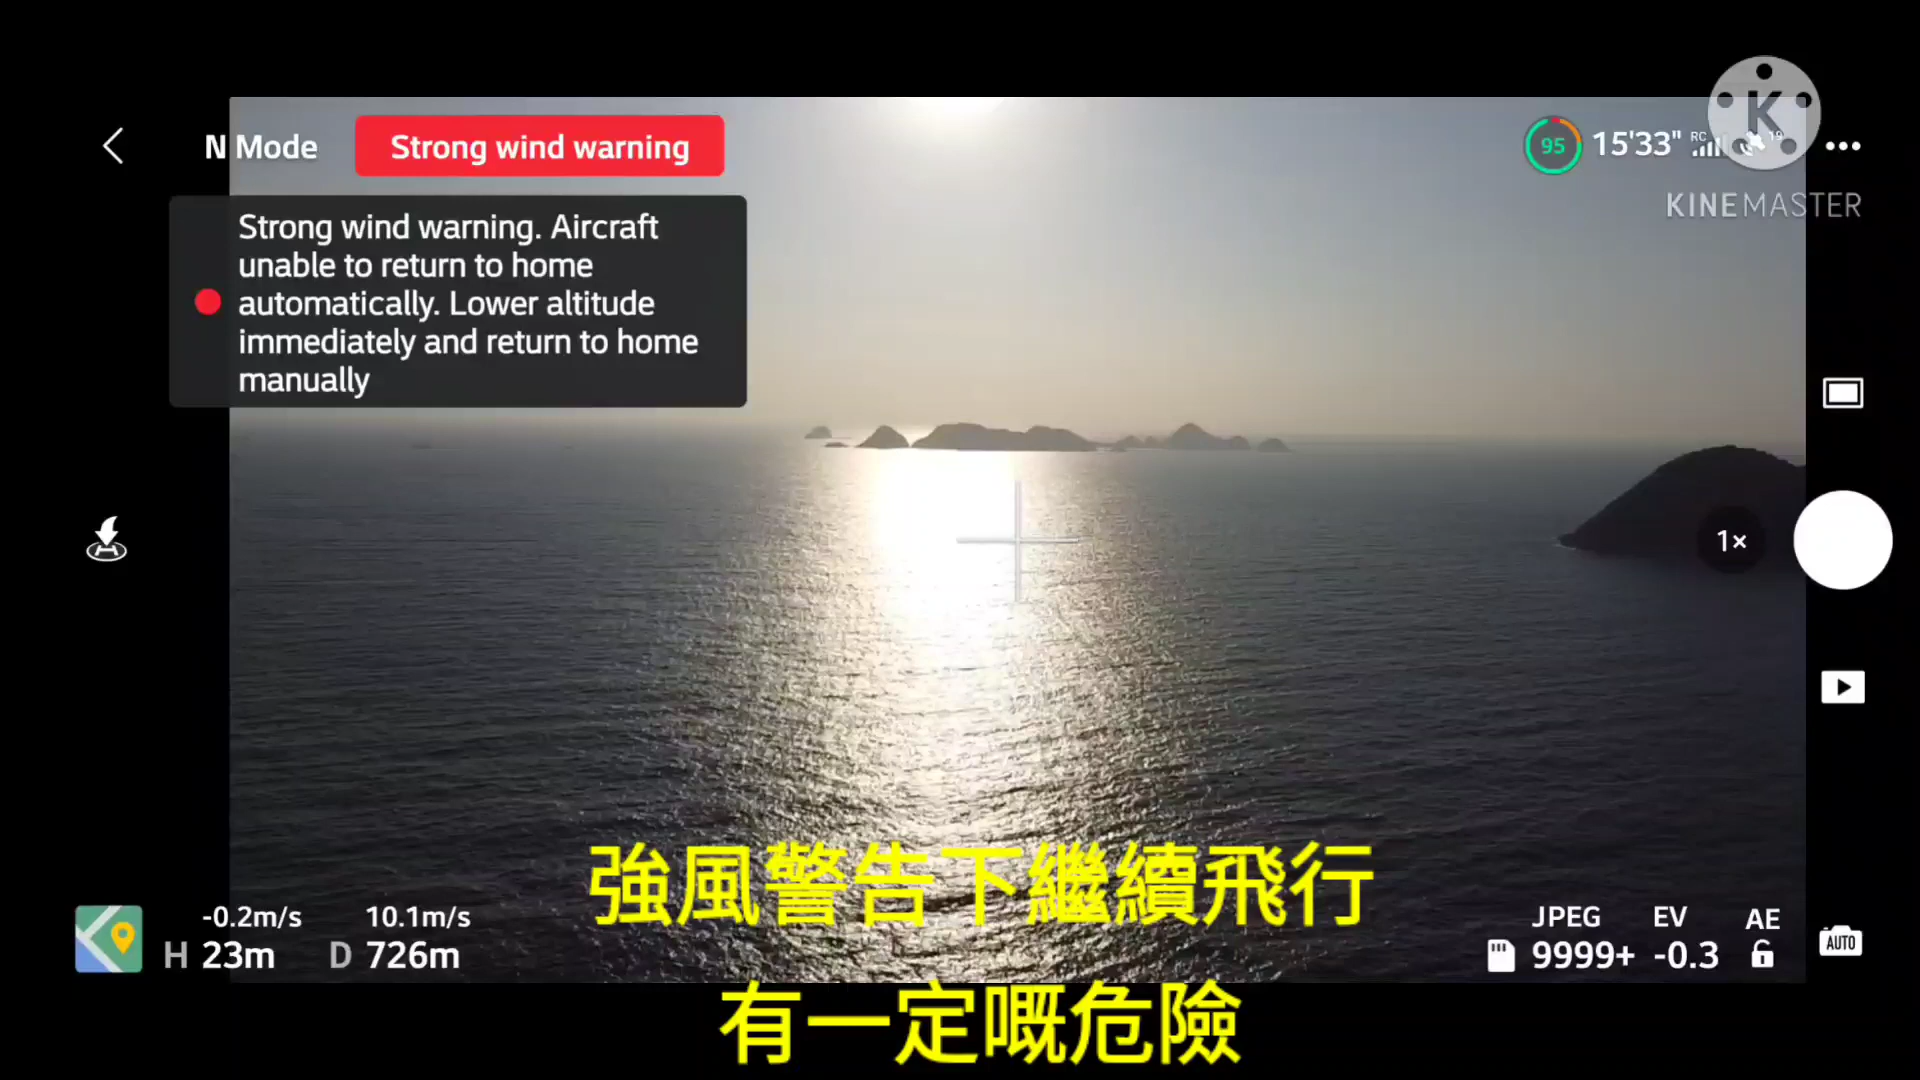 N Mode
Strong wind warning
95
15'33"
RC
19
K
KINEMASTER
Strong wind warning. Aircraft
unable to return to home
automatically. Lower altitude
immediately and return to home
manually
1×
強風警告下繼續飛行
有一定嘅危險
-0.2m/s
10.1m/s
H 23m
D 726m
JPEG
EV
AE
9999+
-0.3
AUTO